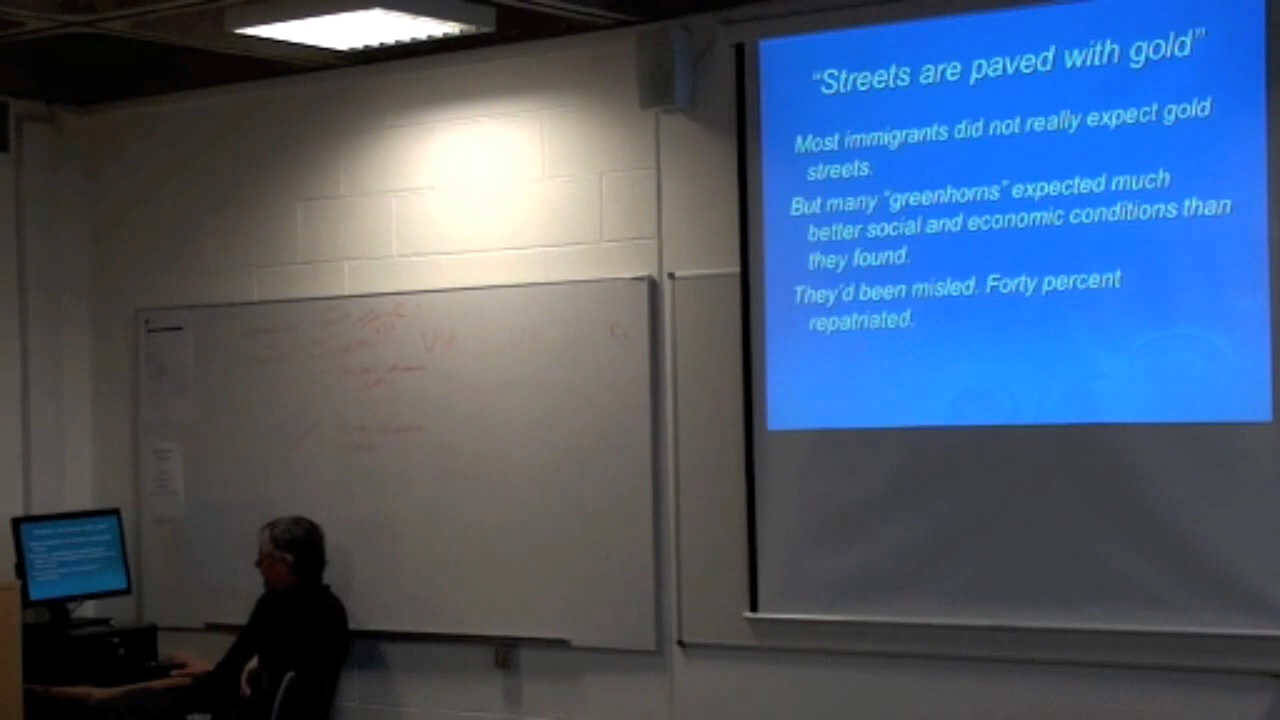 “Streets are paved with gold”
Most immigrants did not really expect gold
streets.
But many “greenhorns” expected much
better social and economic conditions than
they found.
They’d been misled. Forty percent
repatriated.